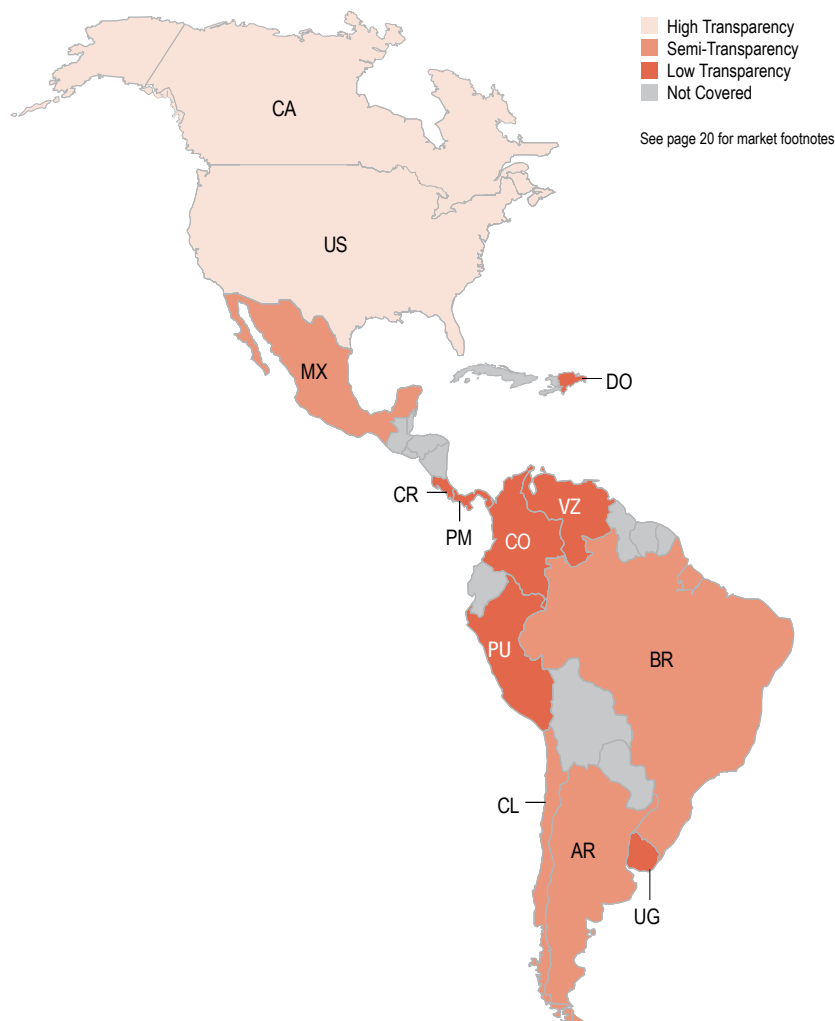 High Transparency
Semi-Transparency
Low Transparency
Not Covered
See page 20 for market footnotes
CA
US
MX
DO
CR
PM
VZ
CO
PU
BR
CL
AR
UG